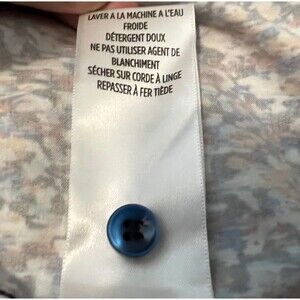 LAVER A LA MACHINE A L'EAU
FROIDE
DÉTERGENT DOUX
NE PAS UTILISER AGENT DE
BLANCHIMENT
SÉCHER SUR CORDE À LINGE
REPASSER À FER TIÈDE